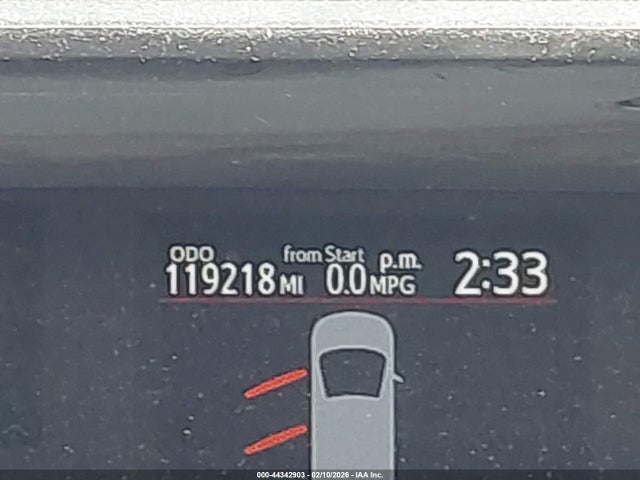 ODO from Start p.m. 2:33
119218 MI 0.0 MPG
000-44342903 - 02/10/2026 - IAA Inc.